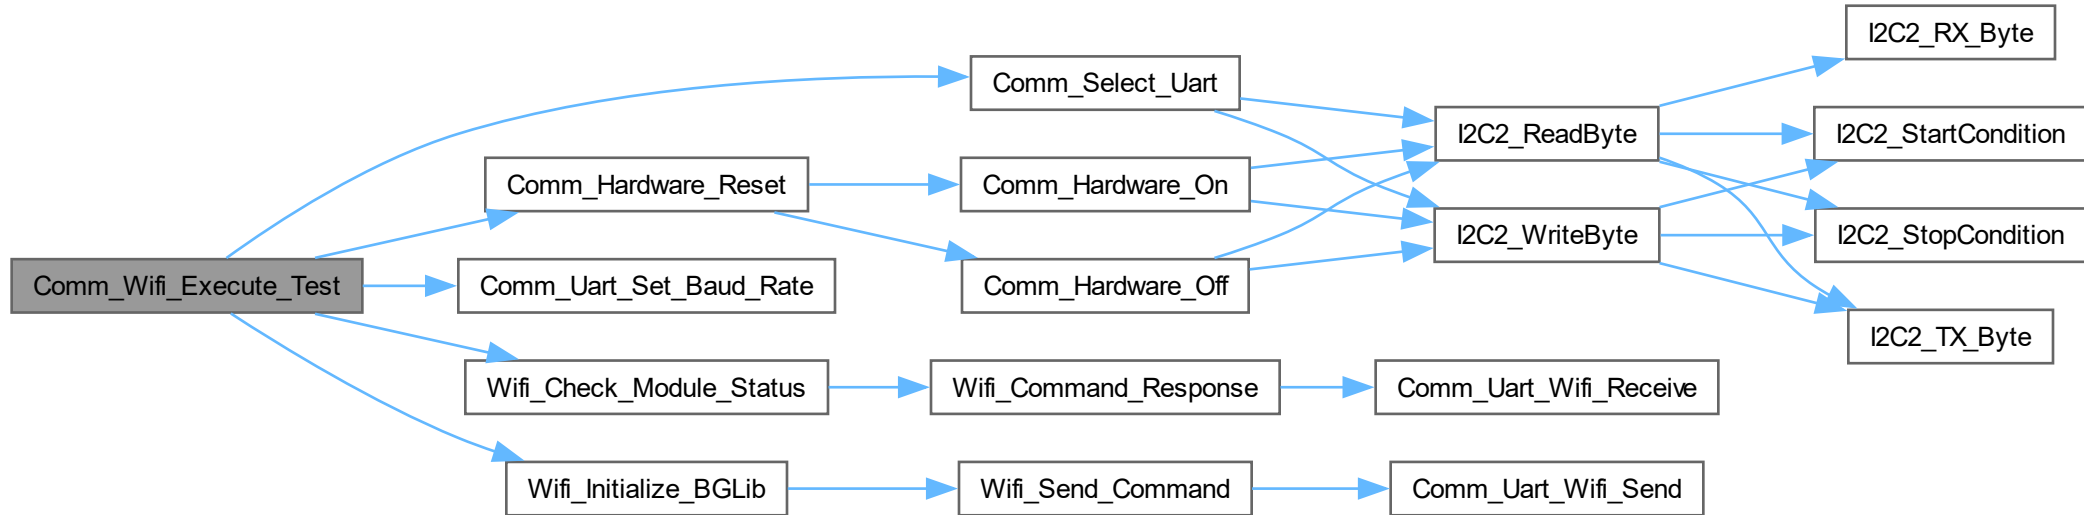 I2C2_RX_Byte
Comm_Select_Uart
I2C2_ReadByte
I2C2_StartCondition
Comm_Hardware_Reset
Comm_Hardware_On
I2C2_WriteByte
I2C2_StopCondition
Comm_Wifi_Execute_Test
Comm_Uart_Set_Baud_Rate
Comm_Hardware_Off
I2C2_TX_Byte
Wifi_Check_Module_Status
Wifi_Command_Response
Comm_Uart_Wifi_Receive
Wifi_Initialize_BGLib
Wifi_Send_Command
Comm_Uart_Wifi_Send